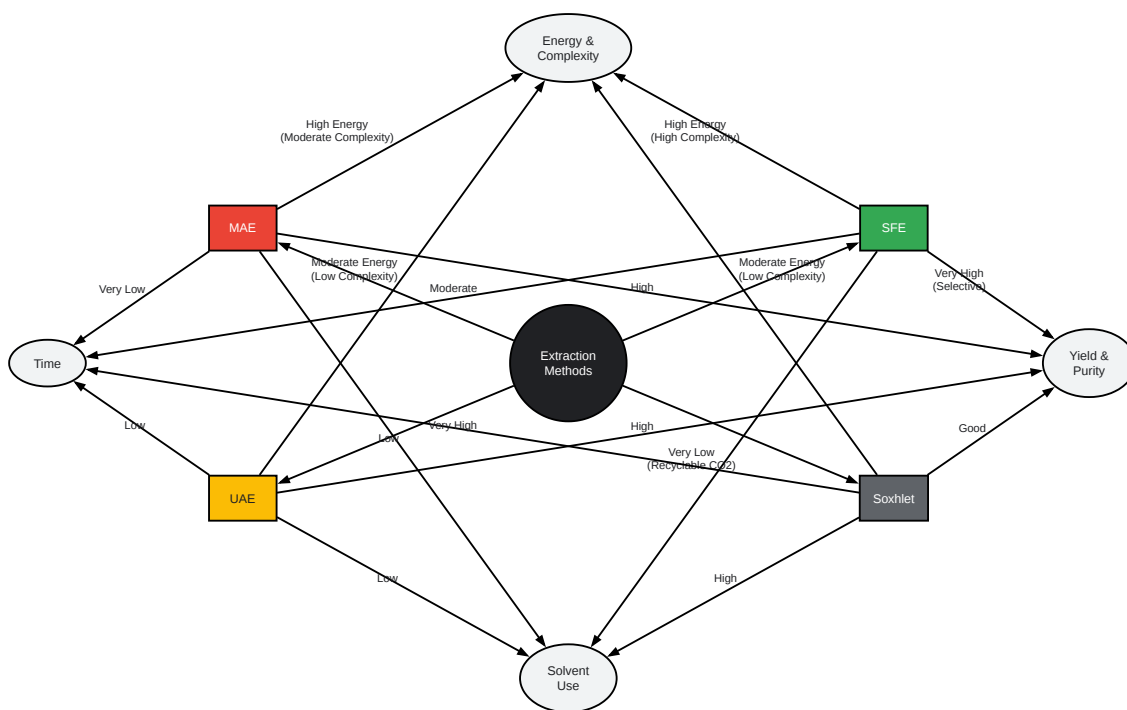 Energy &
Complexity
High Energy
(Moderate Complexity)
High Energy
(High Complexity)
MAE
SFE
Moderate Energy
(Low Complexity)
Moderate Energy
(Low Complexity)
Very High
(Selective)
Very Low
Moderate
High
Time
Extraction
Methods
Yield &
Purity
Low
Low
Very High
High
Good
Very Low
(Recyclable CO2)
UAE
Soxhlet
Low
High
Solvent
Use